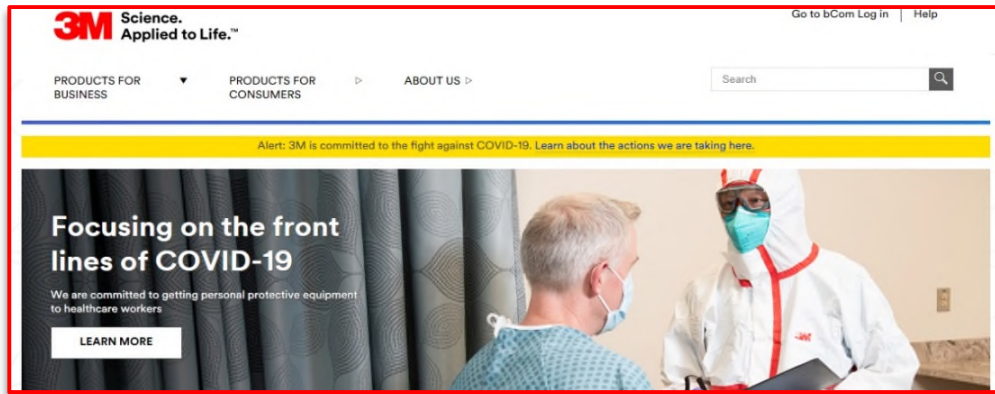 3M Science.
Applied to Life.™
Go to bCom Log in | Help
PRODUCTS FOR
BUSINESS
PRODUCTS FOR
CONSUMERS
ABOUT US
Search
Alert: 3M is committed to the fight against COVID-19. Learn about the actions we are taking here.
Focusing on the front
lines of COVID-19
We are committed to getting personal protective equipment
to healthcare workers
LEARN MORE
3M